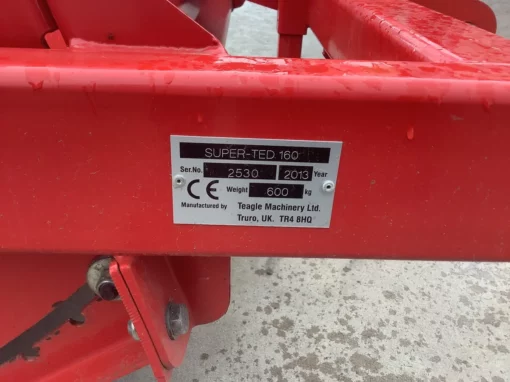 SUPER-TED 160
Ser.No. 2530 2013 Year
CE Weight 600 kg
Manufactured by Teagle Machinery Ltd.
Truro, UK. TR4 8HQ